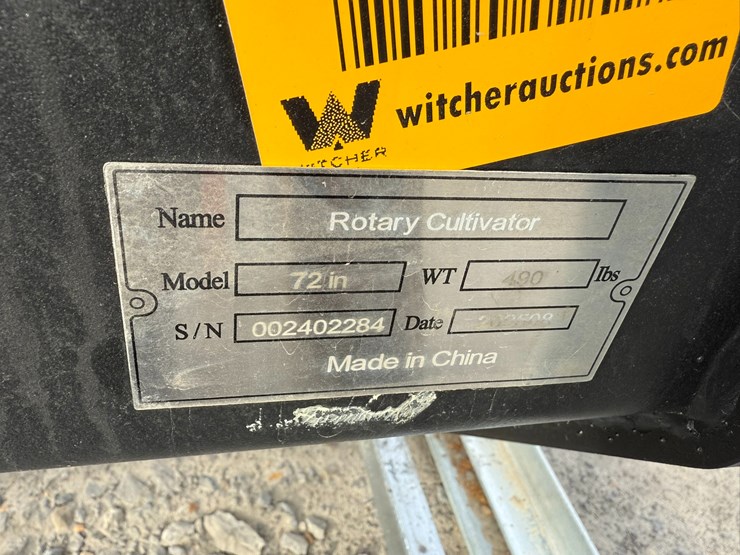 witcherauctions.com
WITCHER
Name Rotary Cultivator
Model 72 in WT 490 lbs
S/N 002402284 Date
Made in China